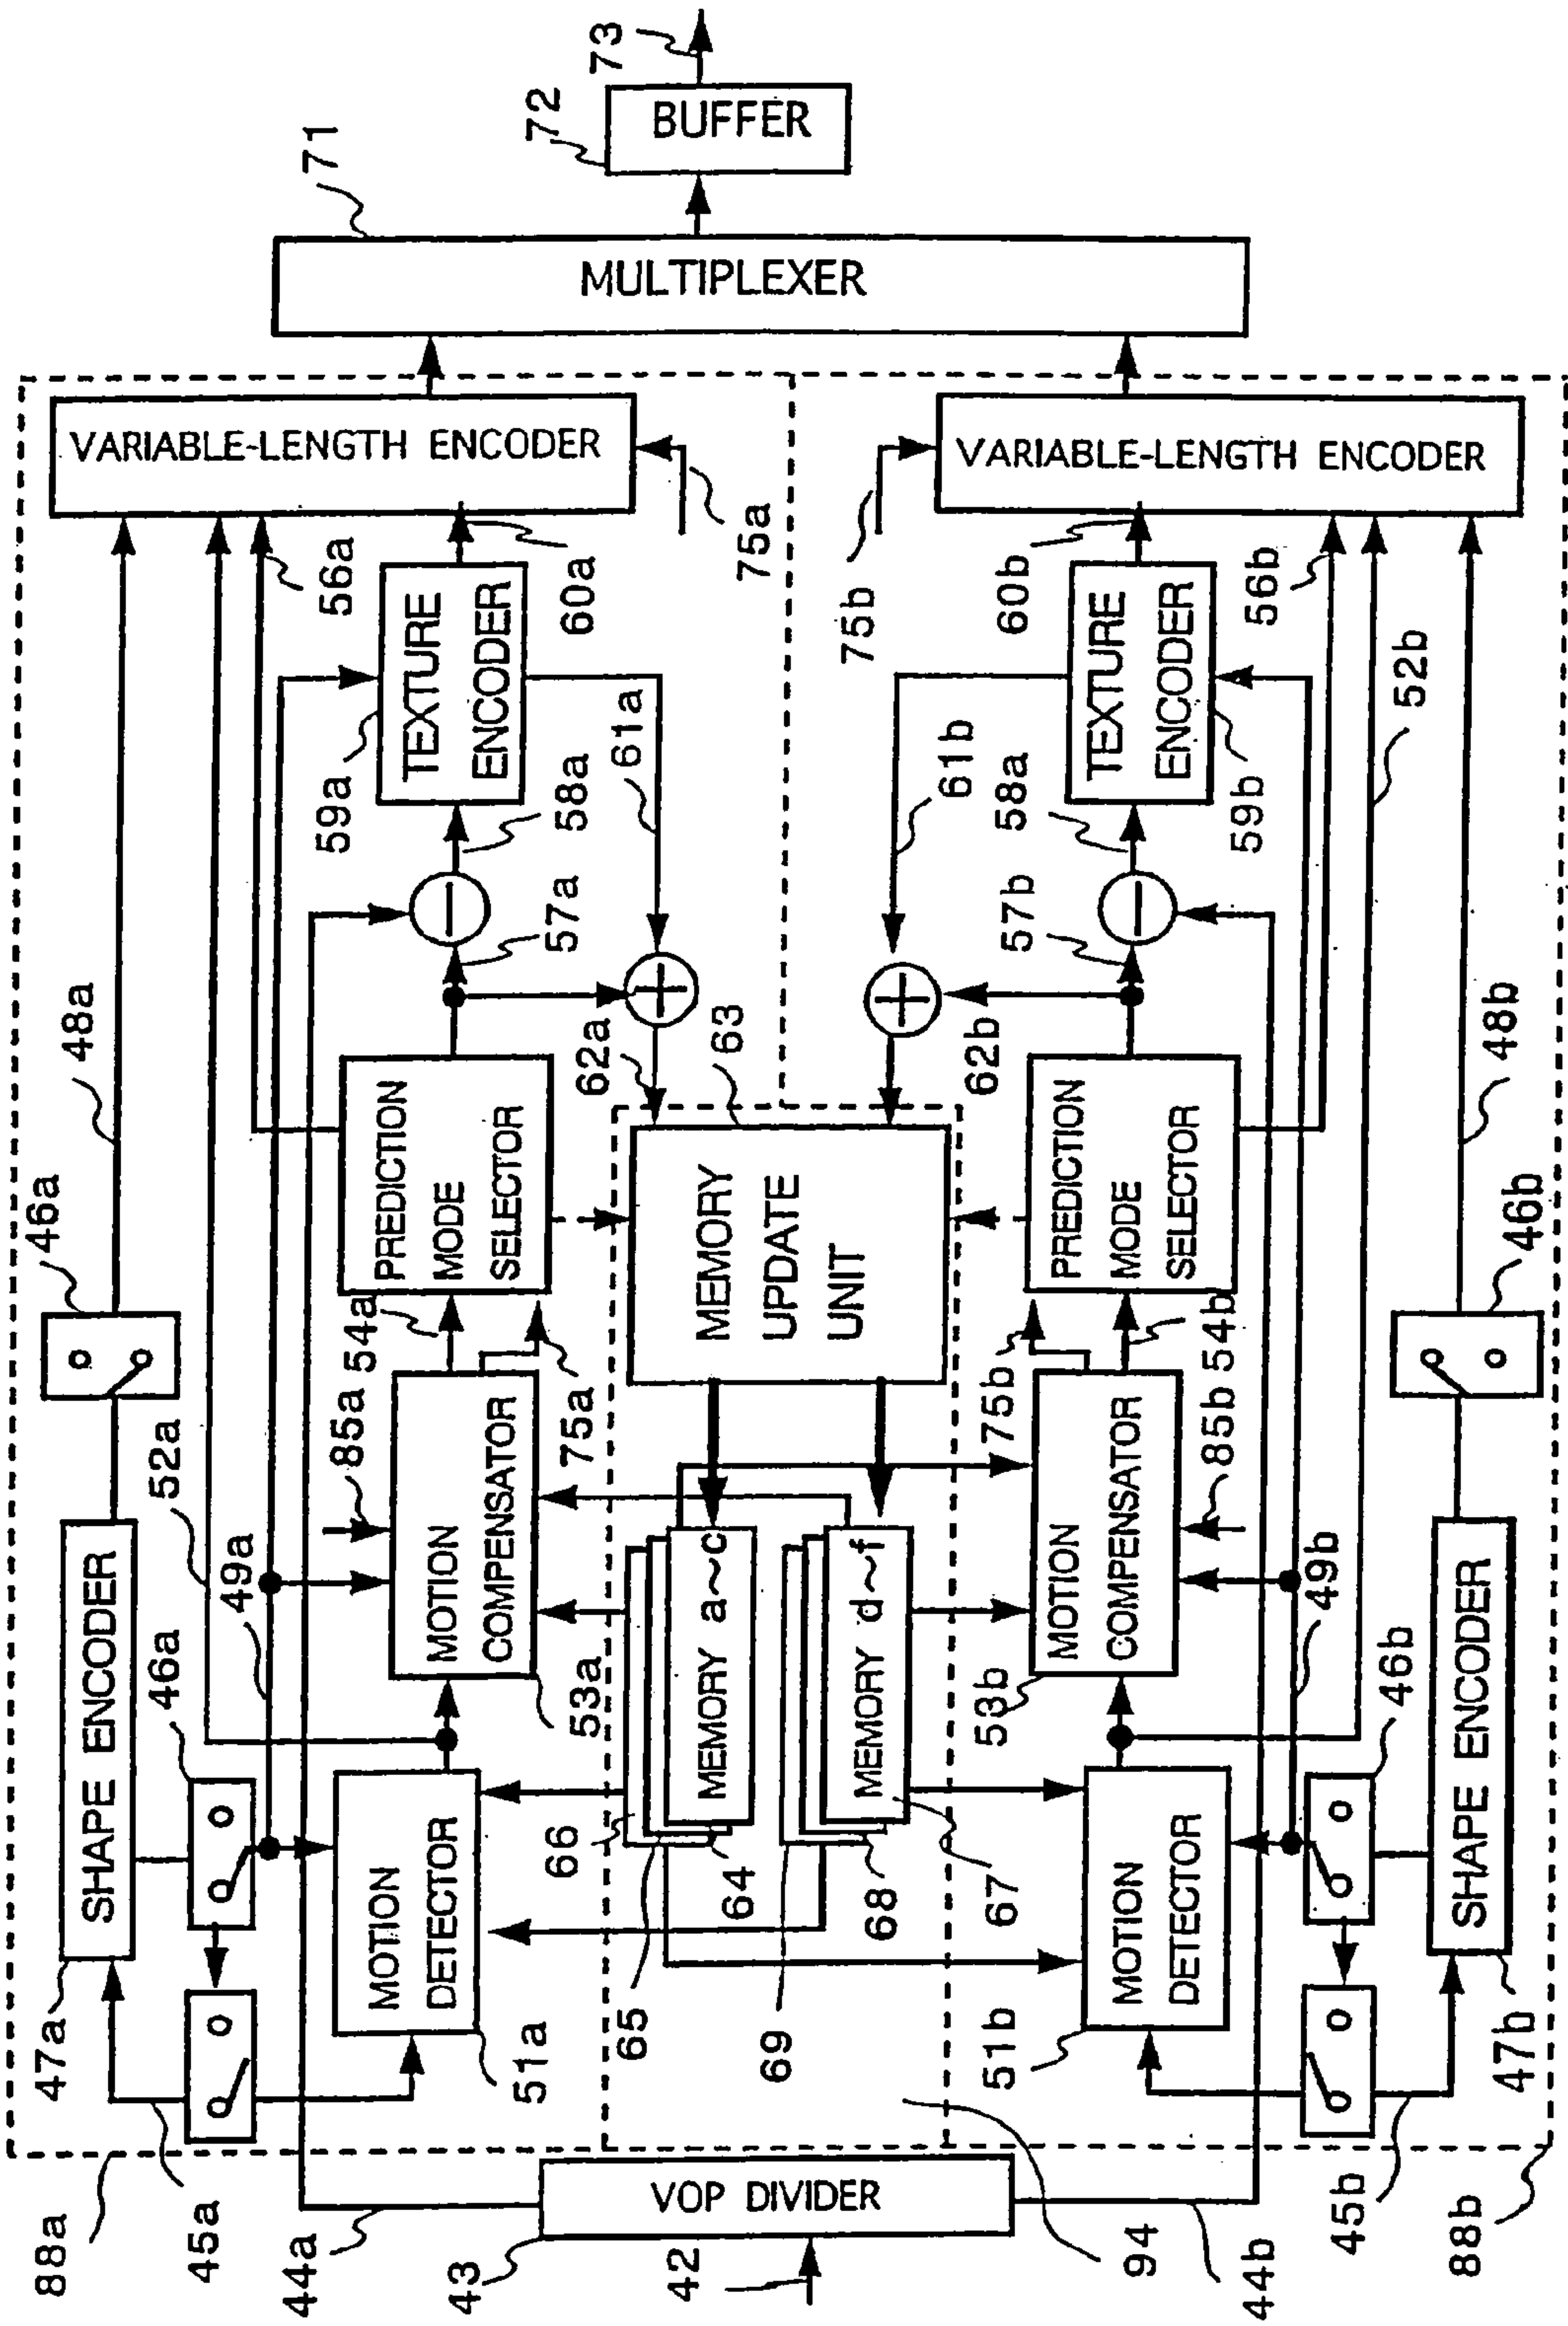 73
72
BUFFER
71
MULTIPLEXER
VARIABLE-LENGTH ENCODER
VARIABLE-LENGTH ENCODER
75a
75b
56a
60a
60b
56b
TEXTURE
ENCODER
TEXTURE
ENCODER
52b
59a
58a
61a
61b
58a
59b
57a
57b
48a
62a
63
62b
48b
PREDICTION
MODE
SELECTOR
MEMORY
UPDATE
UNIT
PREDICTION
MODE
SELECTOR
46a
46b
54a
54b
85a
75a
75b
85b
52a
49a
49b
SHAPE ENCODER
MOTION
COMPENSATOR
MEMORY a~c
MEMORY d~f
MOTION
COMPENSATOR
SHAPE ENCODER
46a
53a
53b
46b
66
64
68
67
65
69
MOTION
DETECTOR
MOTION
DETECTOR
47a
51a
51b
47b
88a
45a
44a
43
VOP DIVIDER
42
94
44b
45b
88b